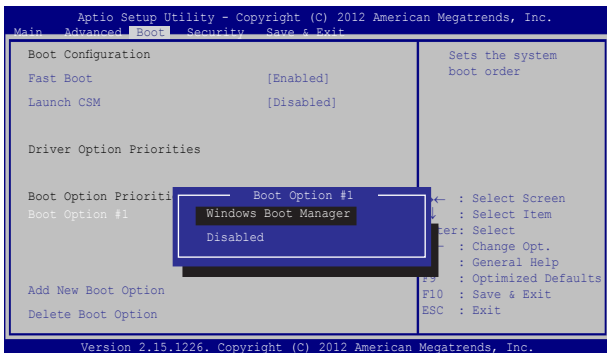 Aptio Setup Utility - Copyright (C) 2012 American Megatrends, Inc.
Main Advanced Boot Security Save & Exit
Boot Configuration
Fast Boot [Enabled]
Launch CSM [Disabled]
Driver Option Priorities
Boot Option Prioriti
Boot Option #1
Boot Option #1
Windows Boot Manager
Disabled
Add New Boot Option
Delete Boot Option
Sets the system
boot order
→← : Select Screen
: Select Item
ter: Select
: Change Opt.
: General Help
F9 : Optimized Defaults
F10 : Save & Exit
ESC : Exit
Version 2.15.1226. Copyright (C) 2012 American Megatrends, Inc.